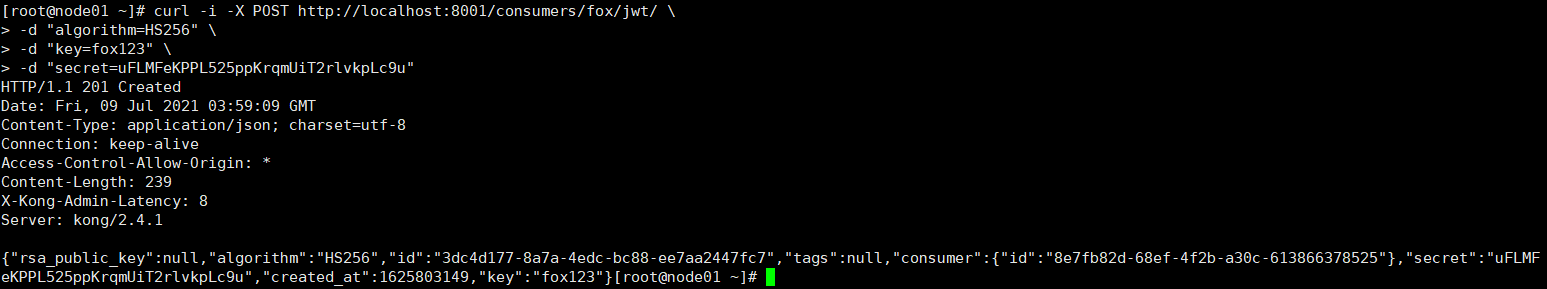 [root@node01 ~]# curl -i -X POST http://localhost:8001/consumers/fox/jwt/ \
> -d "algorithm=HS256" \
> -d "key=fox123" \
> -d "secret=uFLMFeKPPL525ppKrqmUiT2rlvkpLc9u"
HTTP/1.1 201 Created
Date: Fri, 09 Jul 2021 03:59:09 GMT
Content-Type: application/json; charset=utf-8
Connection: keep-alive
Access-Control-Allow-Origin: *
Content-Length: 239
X-Kong-Admin-Latency: 8
Server: kong/2.4.1

{"rsa_public_key":null,"algorithm":"HS256","id":"3dc4d177-8a7a-4edc-bc88-ee7aa2447fc7","tags":null,"consumer":{"id":"8e7fb82d-68ef-4f2b-a30c-613866378525"},"secret":"uFLMF
eKPPL525ppKrqmUiT2rlvkpLc9u","created_at":1625803149,"key":"fox123"}[root@node01 ~]#